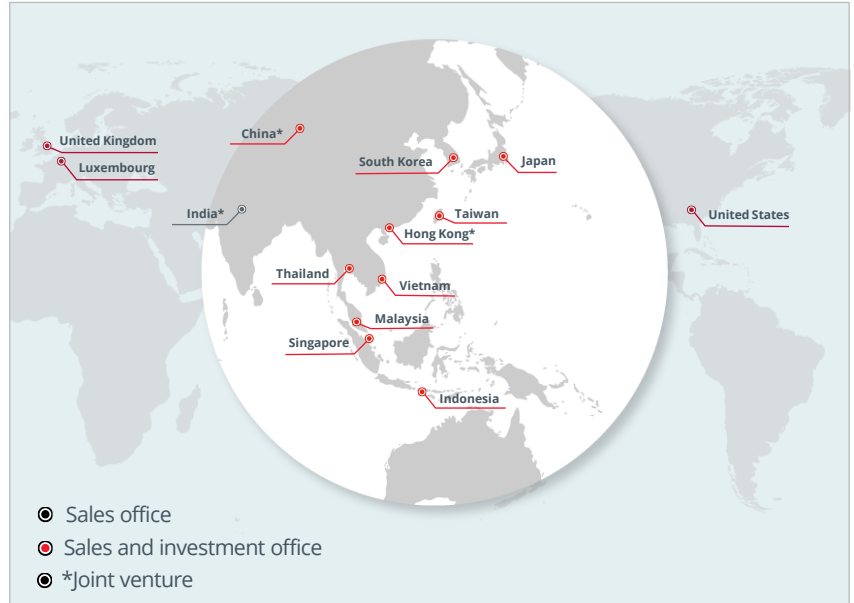 United Kingdom
Luxembourg
China*
South Korea
Japan
India*
Taiwan
Hong Kong*
United States
Thailand
Vietnam
Malaysia
Singapore
Indonesia
Sales office
Sales and investment office
*Joint venture